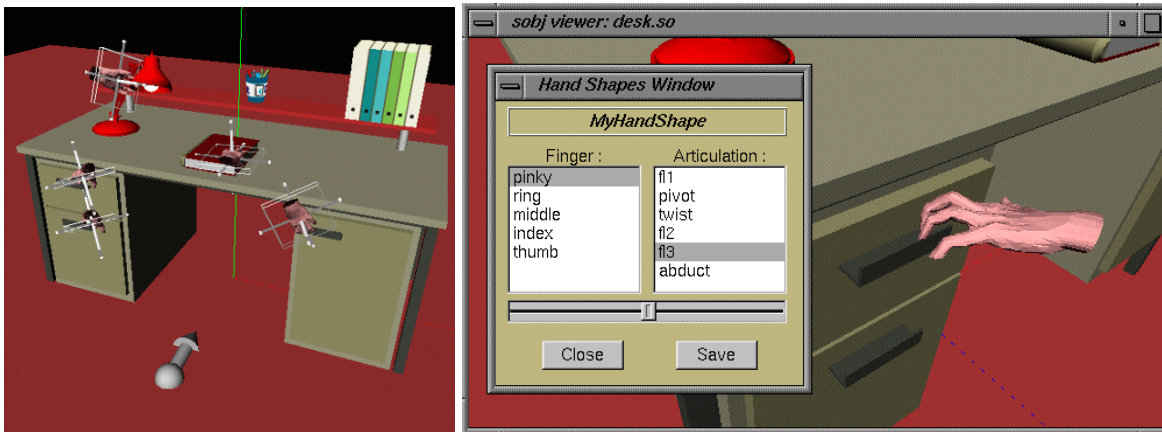 sobj viewer: desk.so
Hand Shapes Window
MyHandShape
Finger :
pinky
ring
middle
index
thumb
Articulation :
fl1
pivot
twist
fl2
fl3
abduct
Close
Save